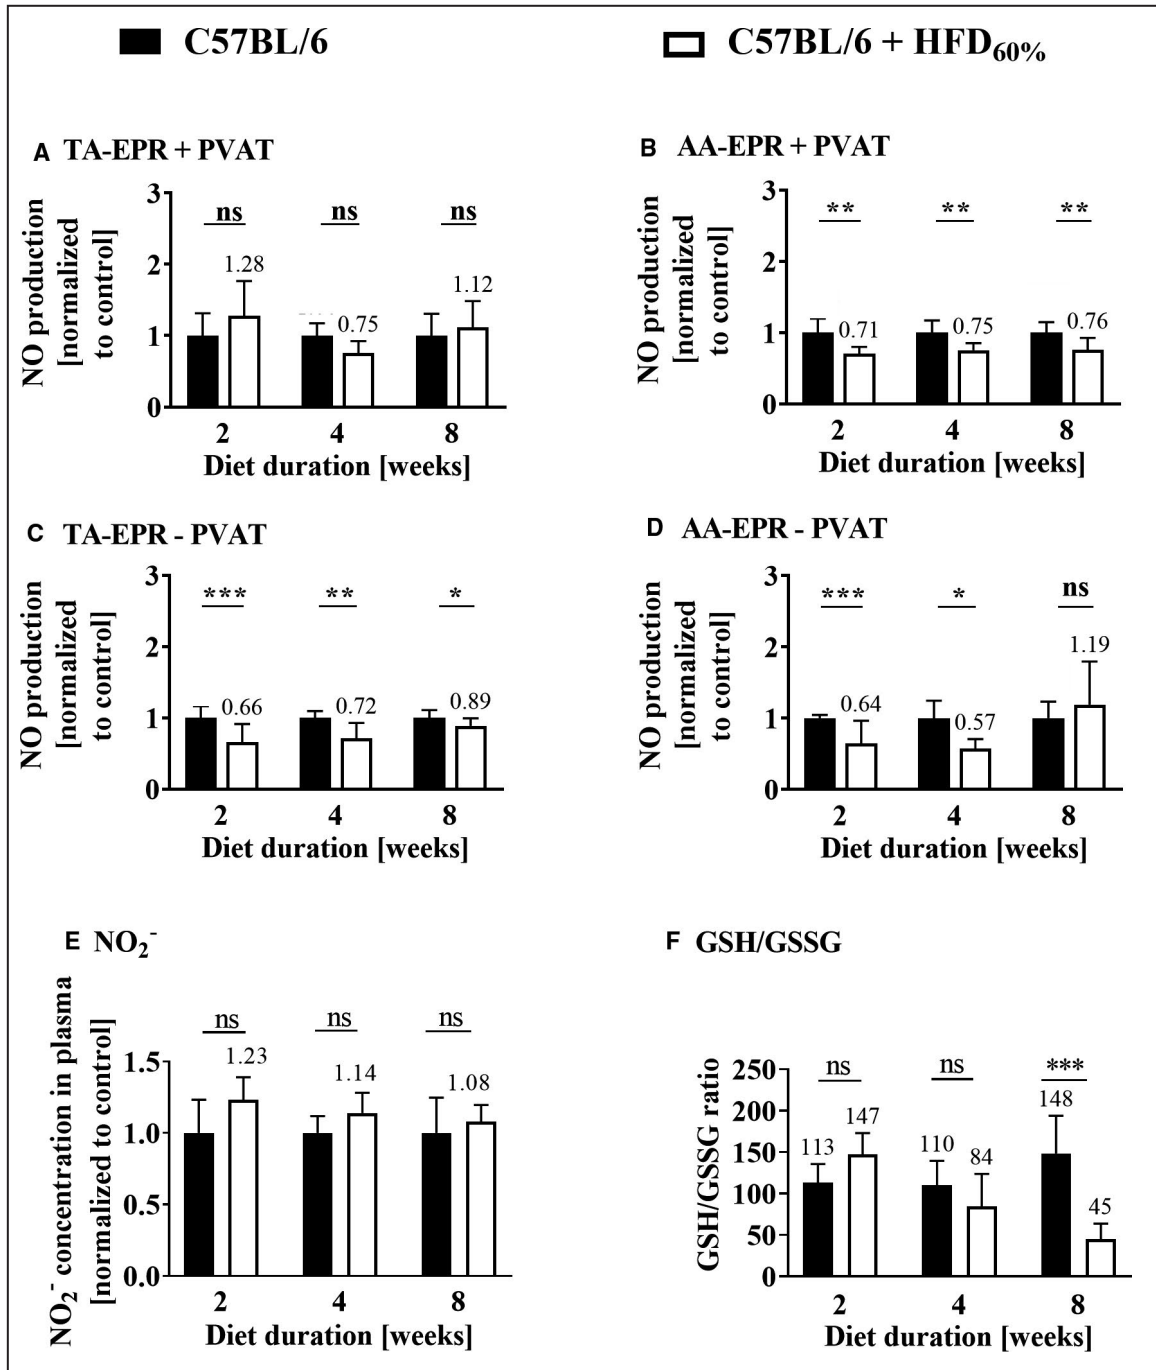 C57BL/6
C57BL/6 + HFD60%
A TA-EPR + PVAT
NO production
[normalized
to control]
3
2
1
0
ns
ns
ns
1.28
0.75
1.12
2
4
8
Diet duration [weeks]
B AA-EPR + PVAT
NO production
[normalized
to control]
3
2
1
0
**
**
**
0.71
0.75
0.76
2
4
8
Diet duration [weeks]
C TA-EPR - PVAT
NO production
[normalized
to control]
3
2
1
0
***
**
*
0.66
0.72
0.89
2
4
8
Diet duration [weeks]
D AA-EPR - PVAT
NO production
[normalized
to control]
3
2
1
0
***
*
ns
0.64
0.57
1.19
2
4
8
Diet duration [weeks]
E NO2-
NO2- concentration in plasma
[normalized to control]
1.5
1.0
0.5
0.0
ns
ns
ns
1.23
1.14
1.08
2
4
8
Diet duration [weeks]
F GSH/GSSG
GSH/GSSG ratio
250
200
150
100
50
0
ns
ns
***
113
147
110
84
148
45
2
4
8
Diet duration [weeks]